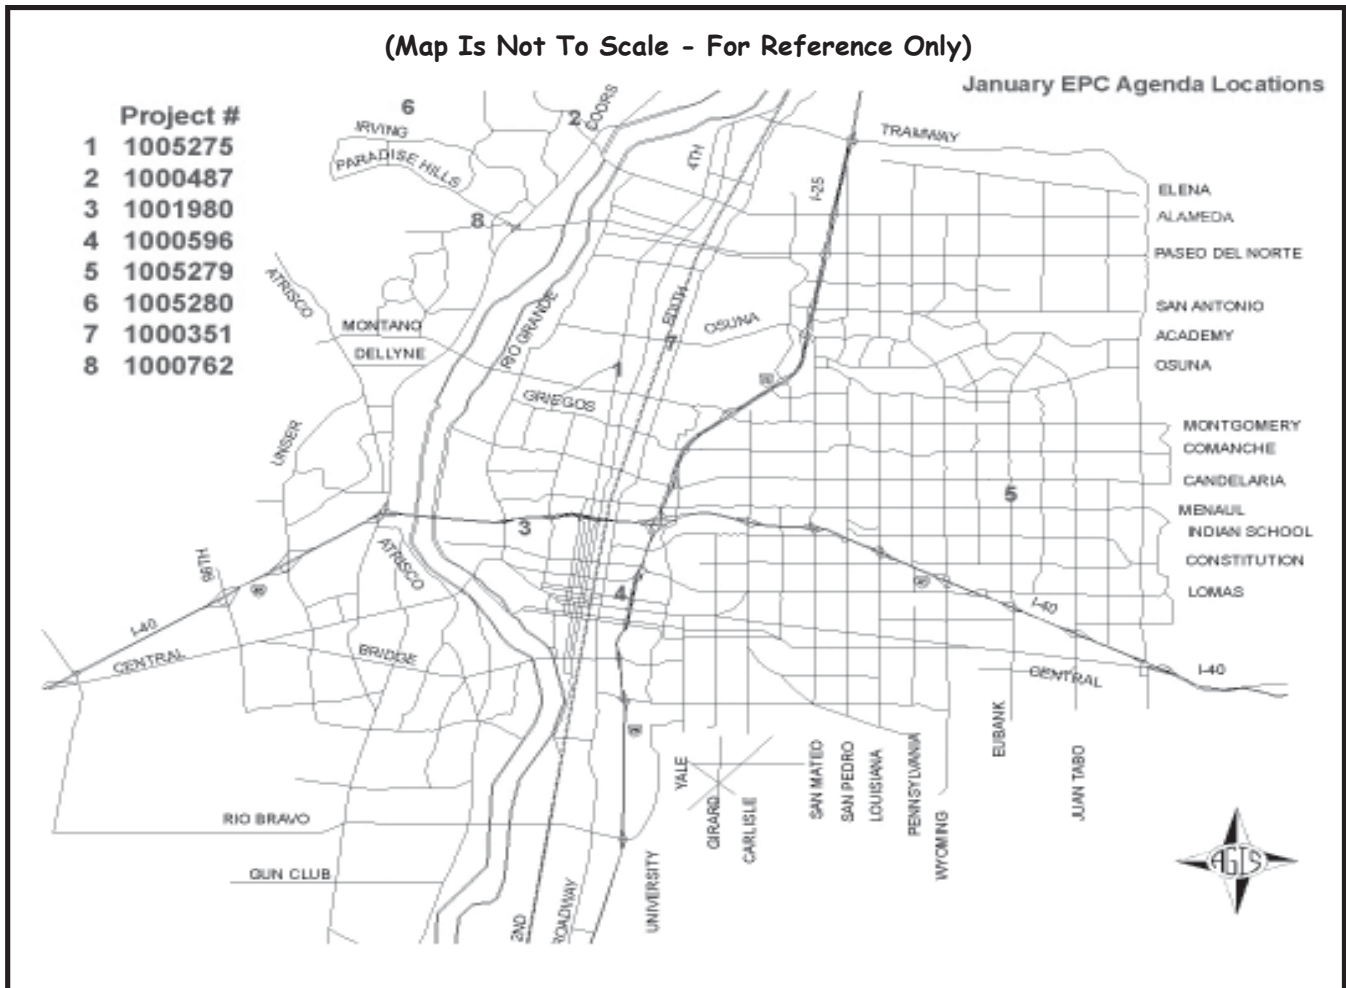 (Map Is Not To Scale - For Reference Only)
January EPC Agenda Locations
Project #
1 1005275
2 1000487
3 1001980
4 1000596
5 1005279
6 1005280
7 1000351
8 1000762
6
2
COORS
IRVING
PARADISE HILLS
4TH
I-25
TRAMWAY
ELENA
8
ALAMEDA
PASEO DEL NORTE
ATRISCO
EDITH
SAN ANTONIO
MONTANO
RIO GRANDE
OSUNA
ACADEMY
DELLYNE
OSUNA
1
GRIEGOS
UNSER
MONTGOMERY
COMANCHE
CANDELARIA
5
MENAUL
3
INDIAN SCHOOL
ATRISCO
98TH
CONSTITUTION
4
LOMAS
I-40
I-40
CENTRAL
BRIDGE
CENTRAL
I-40
YALE
GIRARD
CARLISLE
SAN MATEO
SAN PEDRO
LOUISIANA
PENNSYLVANIA
WYOMING
EUBANK
JUAN TABO
RIO BRAVO
GUN CLUB
2ND
ROADWAY
UNIVERSITY
AGIS